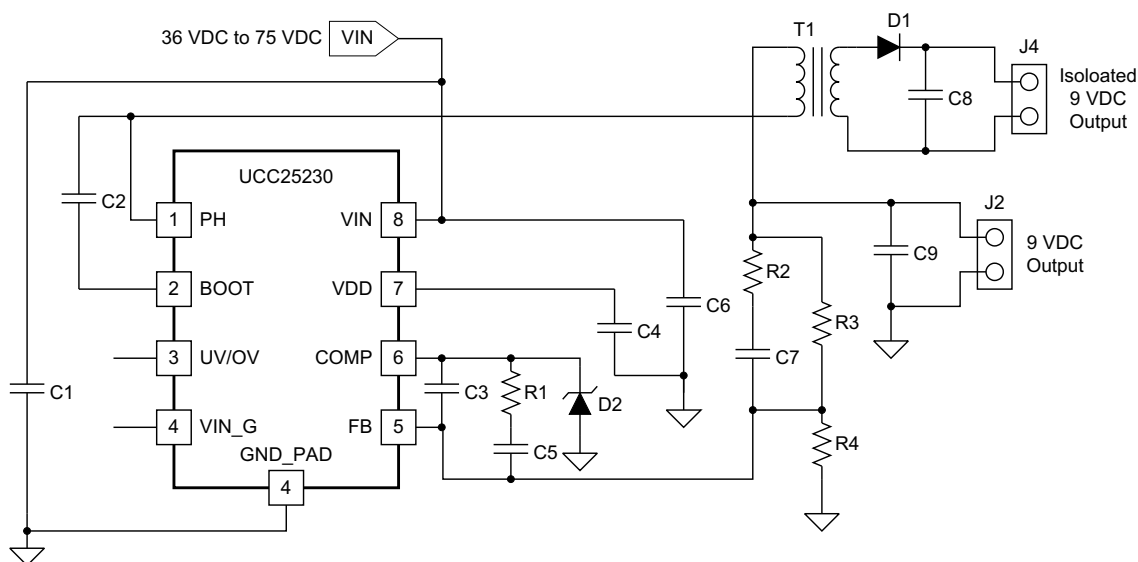 36 VDC to 75 VDC
VIN
T1
D1
J4
Isoloated
9 VDC
Output
C8
UCC25230
C2
1
PH
VIN
8
2
BOOT
VDD
7
3
UV/OV
COMP
6
4
VIN_G
FB
5
GND_PAD
4
C1
C3
R1
D2
C5
C4
C6
R2
C7
R3
R4
C9
J2
9 VDC
Output